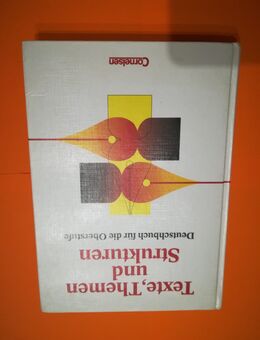 Texte, Themen
und
Strukturen
Deutschbuch für die Oberstufe
Cornelsen